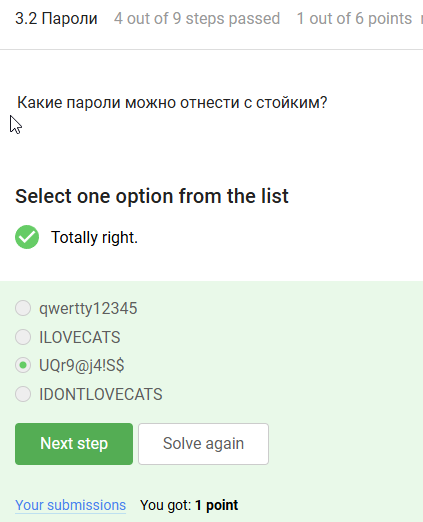 3.2 Пароли 4 out of 9 steps passed 1 out of 6 points
Какие пароли можно отнести с стойким?
Select one option from the list
Totally right.
qwertty12345
ILOVECATS
UQr9@j4!S$
IDONTLOVECATS
Next step Solve again
Your submissions You got: 1 point